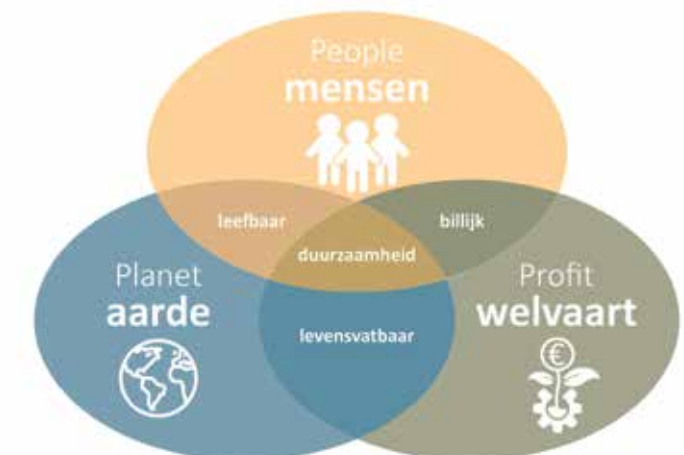 People
mensen
leefbaar
billijk
duurzaamheid
Planet
aarde
Profit
welvaart
levensvatbaar
€